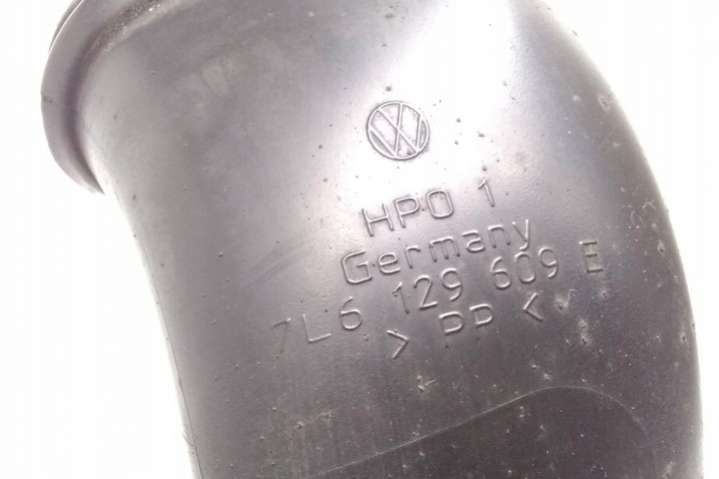 HPO 1
Germany
7L6 129 609 E
> PP <